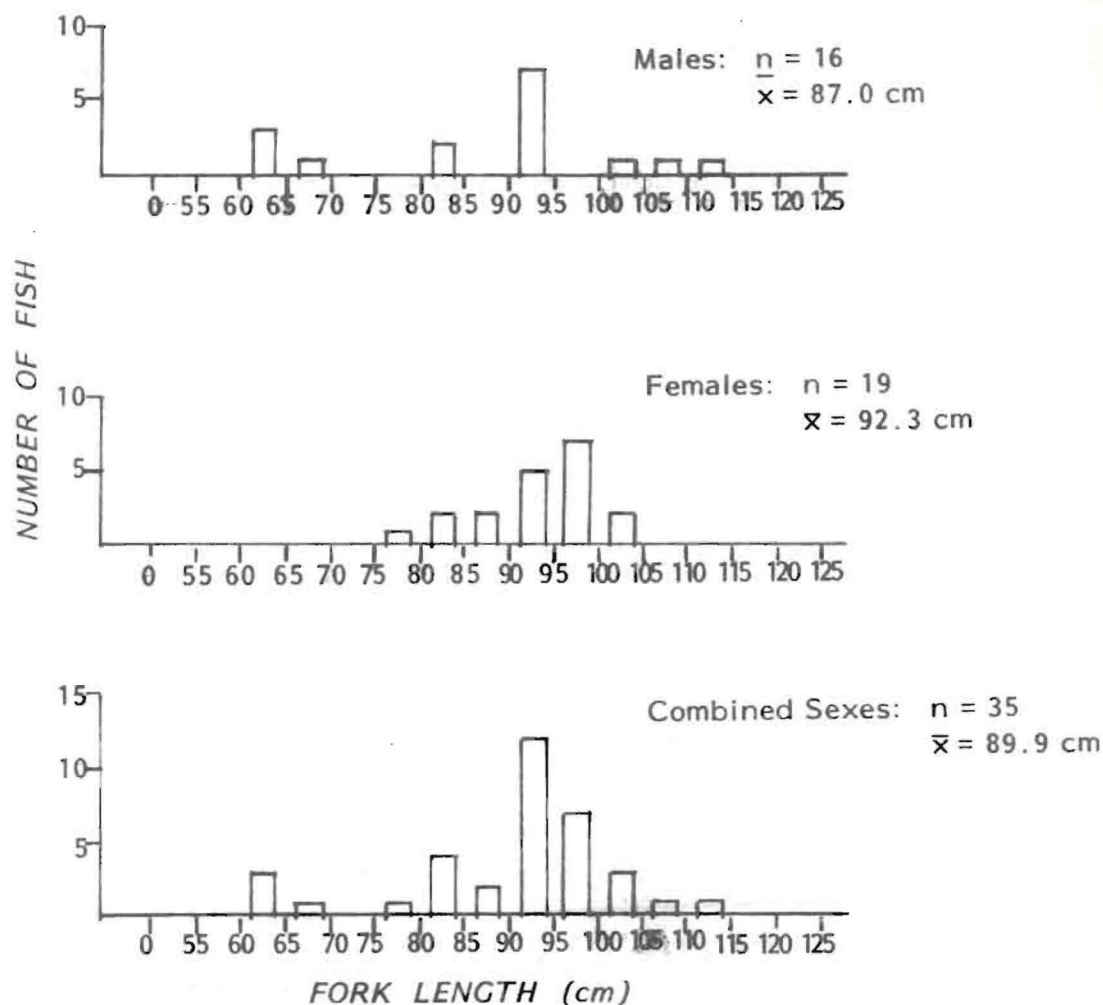 10
Males: n = 16
5
x̄ = 87.0 cm
0 55 60 65 70 75 80 85 90 95 100 105 110 115 120 125
NUMBER OF FISH
10
Females: n = 19
x̄ = 92.3 cm
5
0 55 60 65 70 75 80 85 90 95 100 105 110 115 120 125
15
Combined Sexes: n = 35
x̄ = 89.9 cm
10
5
0 55 60 65 70 75 80 85 90 95 100 105 110 115 120 125
FORK LENGTH (cm)